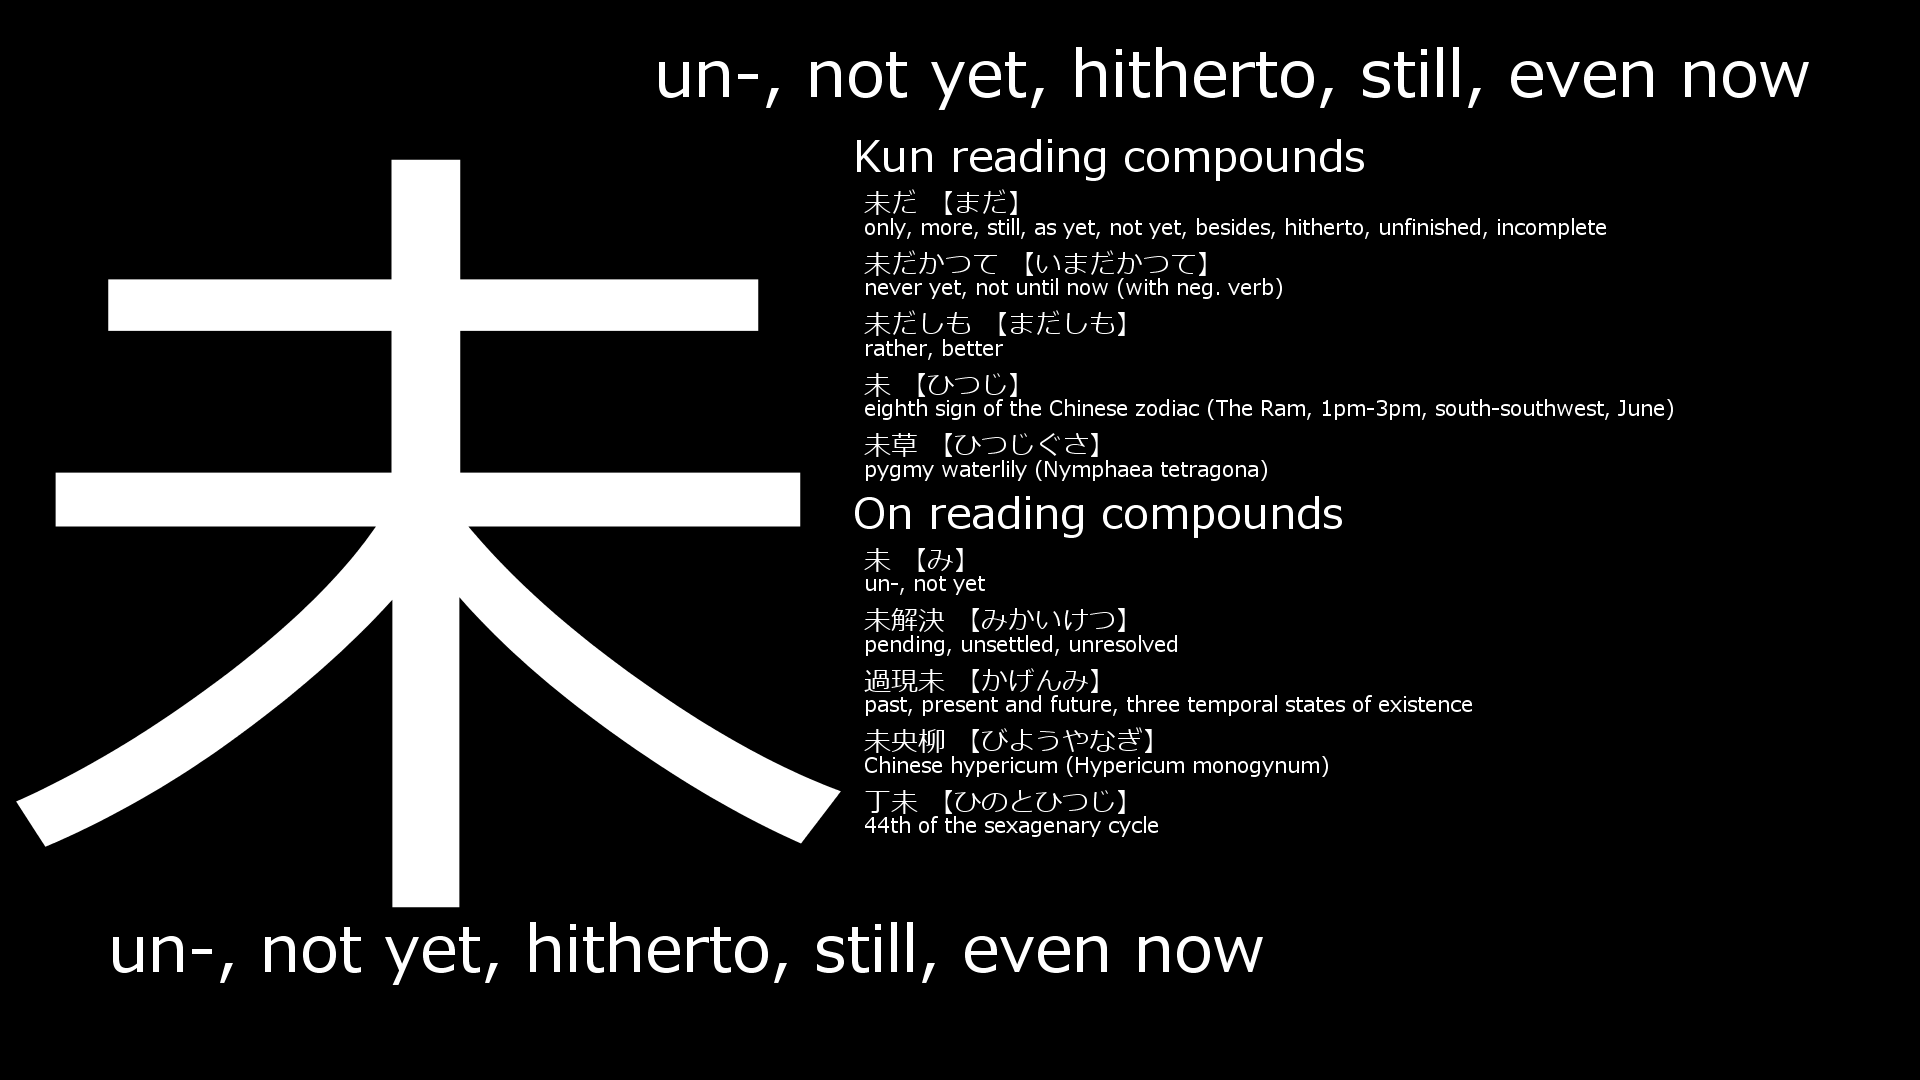 un-, not yet, hitherto, still, even now
未
Kun reading compounds
未だ 【まだ】
only, more, still, as yet, not yet, besides, hitherto, unfinished, incomplete
未だかつて 【いまだかつて】
never yet, not until now (with neg. verb)
未だしも 【まだしも】
rather, better
未 【ひつじ】
eighth sign of the Chinese zodiac (The Ram, 1pm-3pm, south-southwest, June)
未草 【ひつじぐさ】
pygmy waterlily (Nymphaea tetragona)
On reading compounds
未 【み】
un-, not yet
未解決 【みかいけつ】
pending, unsettled, unresolved
過現未 【かげんみ】
past, present and future, three temporal states of existence
未央柳 【びようやなぎ】
Chinese hypericum (Hypericum monogynum)
丁未 【ひのとひつじ】
44th of the sexagenary cycle
un-, not yet, hitherto, still, even now